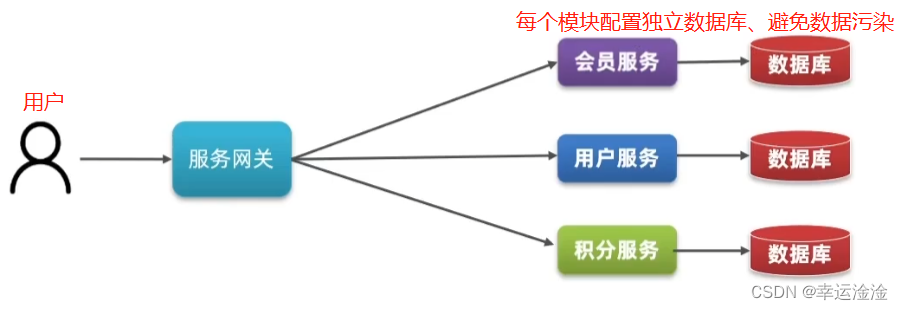 每个模块配置独立数据库、避免数据污染
用户
服务网关
会员服务
数据库
用户服务
数据库
积分服务
数据库
CSDN @幸运淦淦